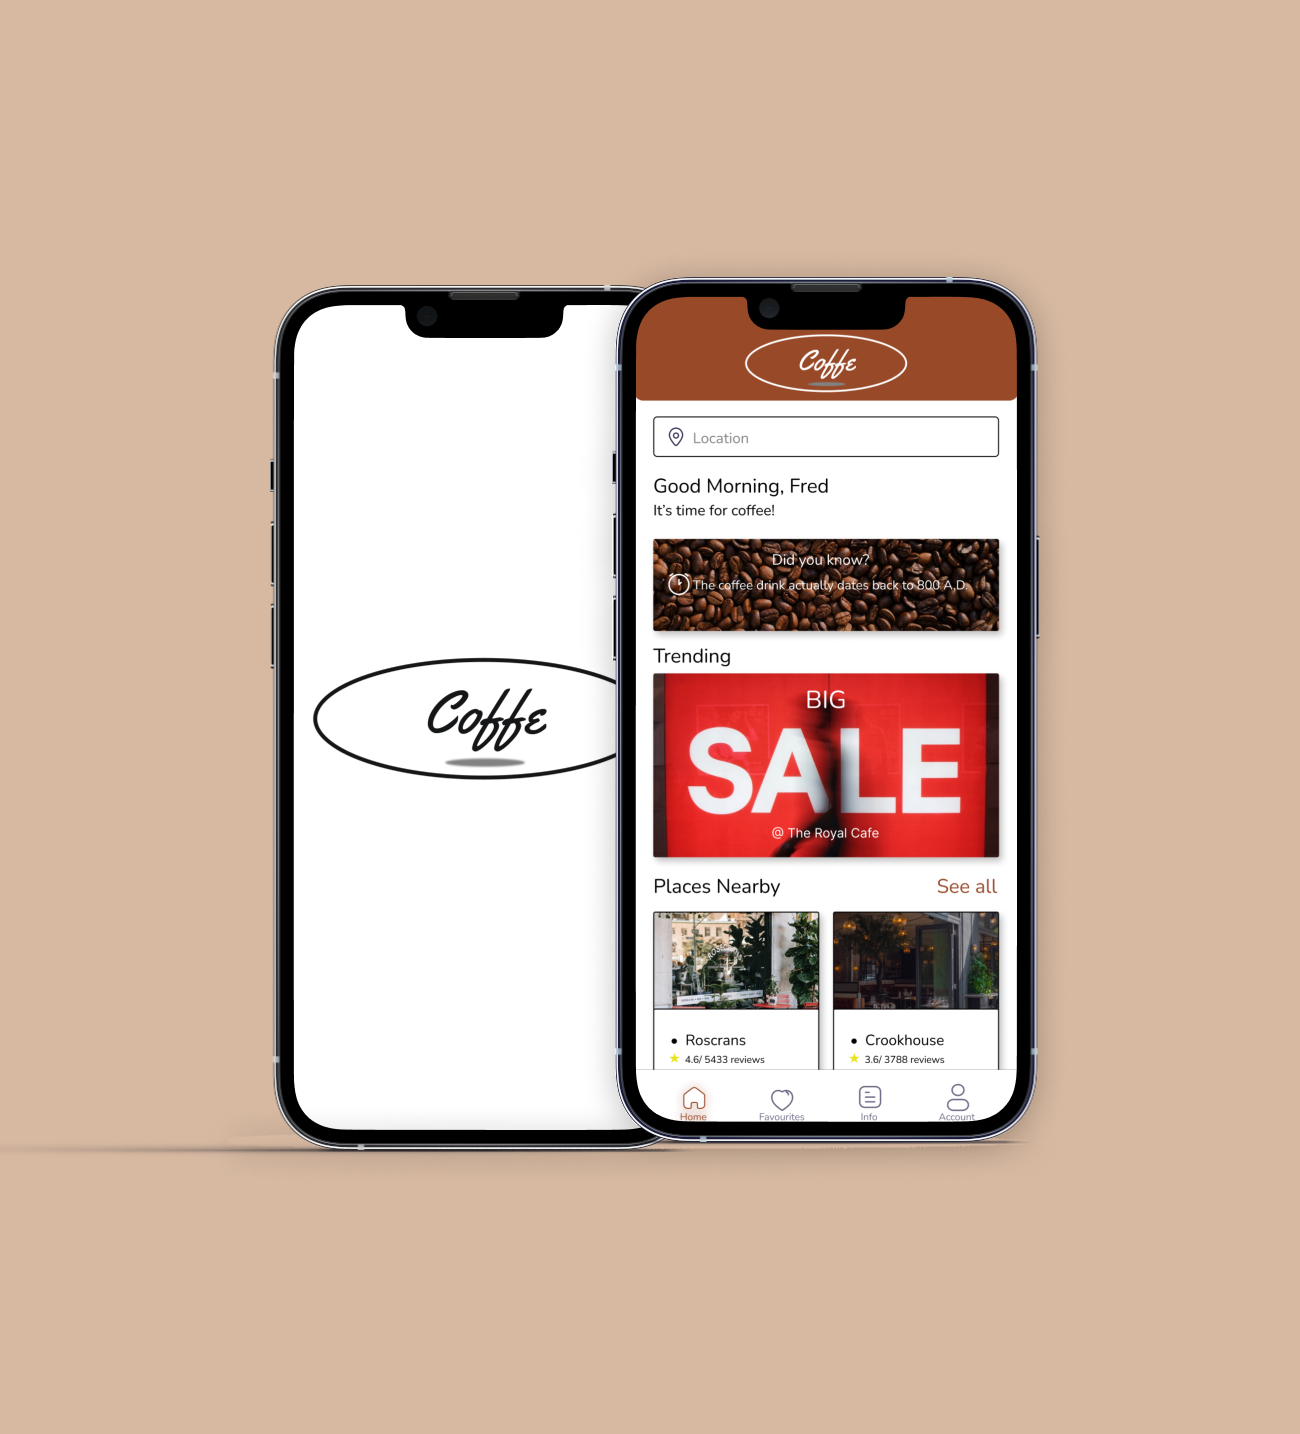 Coffe
Coffe
Location
Good Morning, Fred
It's time for coffee!
Did you know?
The coffee drink actually dates back to 800 A.D.
Trending
BIG
SALE
@ The Royal Cafe
Places Nearby
See all
• Roscrans
4.6/ 5433 reviews
• Crookhouse
3.6/ 3788 reviews
Home
Favourites
Info
Account